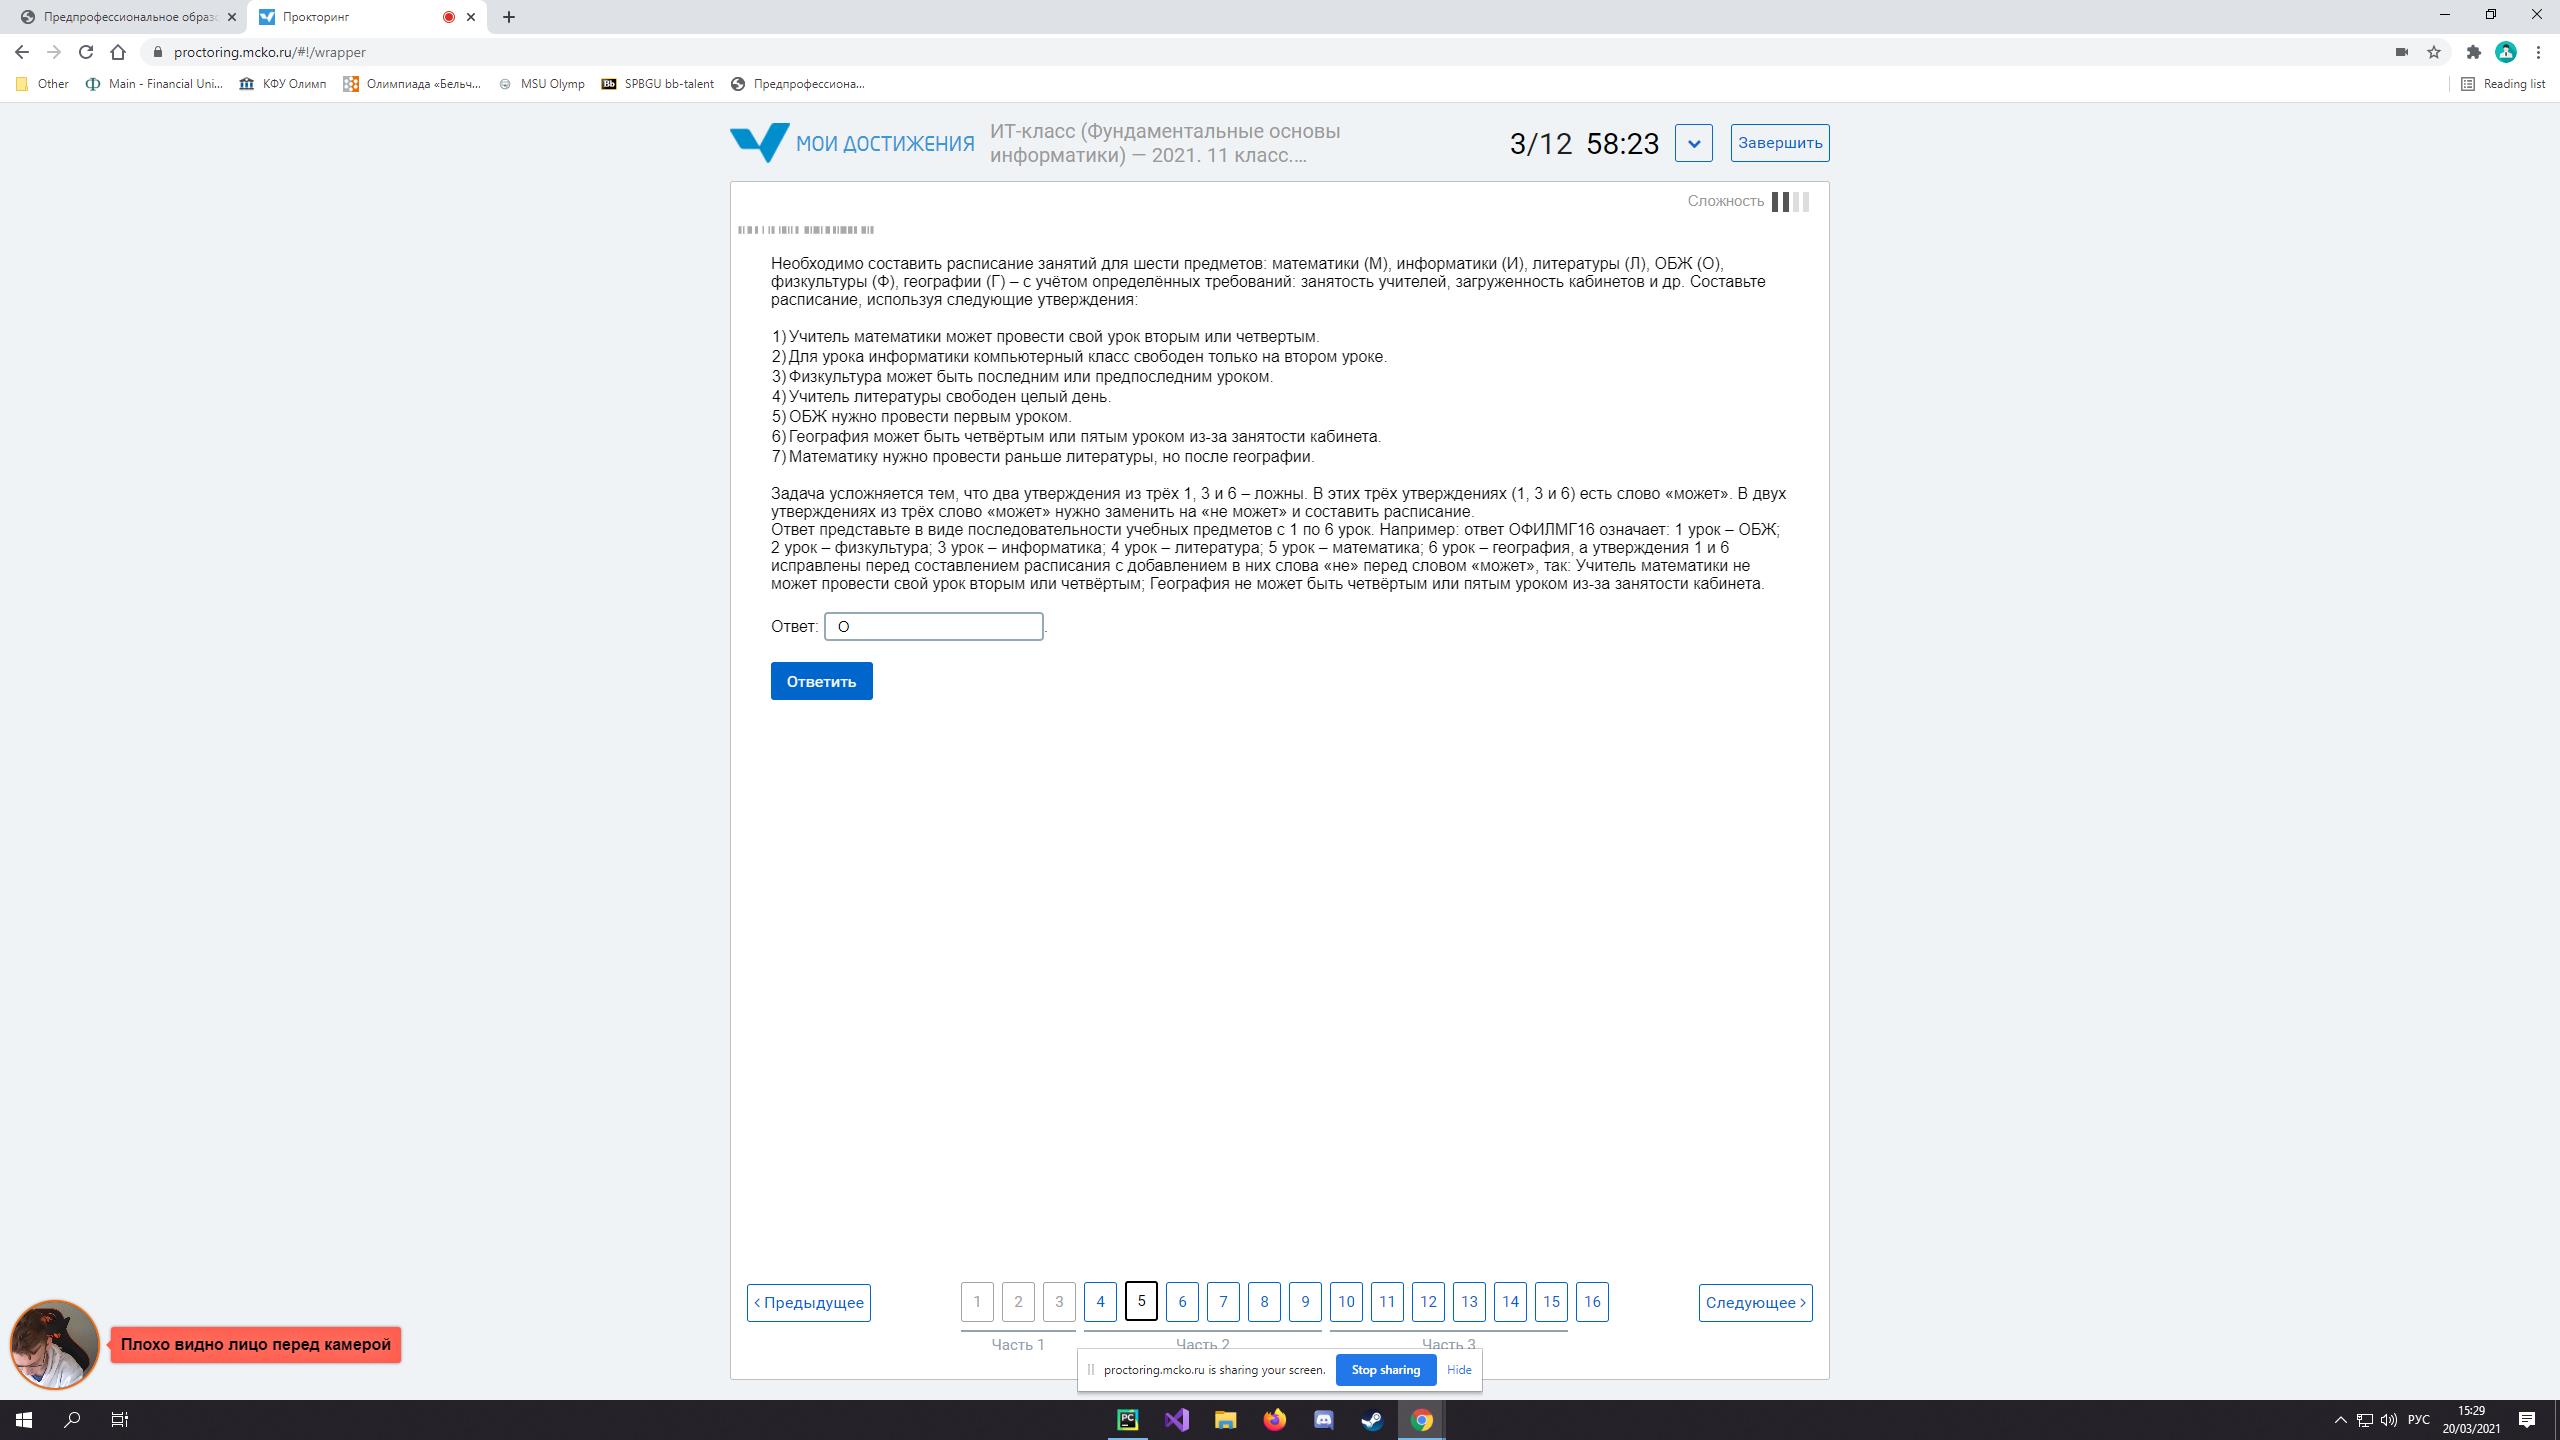 Предпрофессиональное образ
Прокторинг
proctoring.mcko.ru/#!/wrapper
Other
Main - Financial Uni...
КФУ Олимп
Олимпиада «Бельч...
MSU Olymp
Bb
SPBGU bb-talent
Предпрофессиона...
Reading list
МОИ ДОСТИЖЕНИЯ
ИТ-класс (Фундаментальные основы
информатики) — 2021. 11 класс....
3/12 58:23
Завершить
Сложность
Необходимо составить расписание занятий для шести предметов: математики (М), информатики (И), литературы (Л), ОБЖ (О),
физкультуры (Ф), географии (Г) – с учётом определённых требований: занятость учителей, загруженность кабинетов и др. Составьте
расписание, используя следующие утверждения:
1) Учитель математики может провести свой урок вторым или четвертым.
2) Для урока информатики компьютерный класс свободен только на втором уроке.
3) Физкультура может быть последним или предпоследним уроком.
4) Учитель литературы свободен целый день.
5) ОБЖ нужно провести первым уроком.
6) География может быть четвёртым или пятым уроком из-за занятости кабинета.
7) Математику нужно провести раньше литературы, но после географии.
Задача усложняется тем, что два утверждения из трёх 1, 3 и 6 – ложны. В этих трёх утверждениях (1, 3 и 6) есть слово «может». В двух
утверждениях из трёх слово «может» нужно заменить на «не может» и составить расписание.
Ответ представьте в виде последовательности учебных предметов с 1 по 6 урок. Например: ответ ОФИЛМГ16 означает: 1 урок – ОБЖ;
2 урок – физкультура; 3 урок – информатика; 4 урок – литература; 5 урок – математика; 6 урок – география, а утверждения 1 и 6
исправлены перед составлением расписания с добавлением в них слова «не» перед словом «может», так: Учитель математики не
может провести свой урок вторым или четвёртым; География не может быть четвёртым или пятым уроком из-за занятости кабинета.
Ответ: О .
Ответить
< Предыдущее
1 2 3 4 5 6 7 8 9 10 11 12 13 14 15 16
Следующее >
Часть 1
Часть 2
Часть 3
Плохо видно лицо перед камерой
proctoring.mcko.ru is sharing your screen.
Stop sharing
Hide
PC
РУС
15:29
20/03/2021